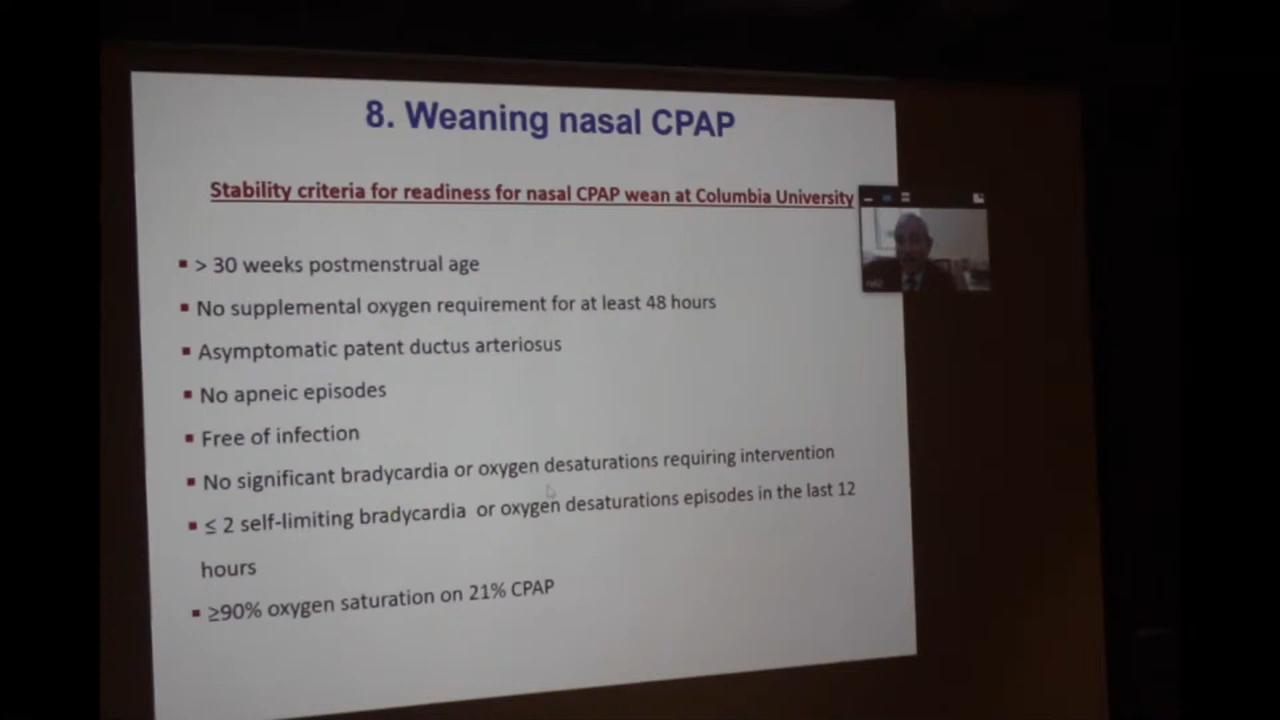 8. Weaning nasal CPAP
Stability criteria for readiness for nasal CPAP wean at Columbia University
▪ > 30 weeks postmenstrual age
▪ No supplemental oxygen requirement for at least 48 hours
▪ Asymptomatic patent ductus arteriosus
▪ No apneic episodes
▪ Free of infection
▪ No significant bradycardia or oxygen desaturations requiring intervention
▪ ≤ 2 self-limiting bradycardia or oxygen desaturations episodes in the last 12
hours
▪ ≥90% oxygen saturation on 21% CPAP